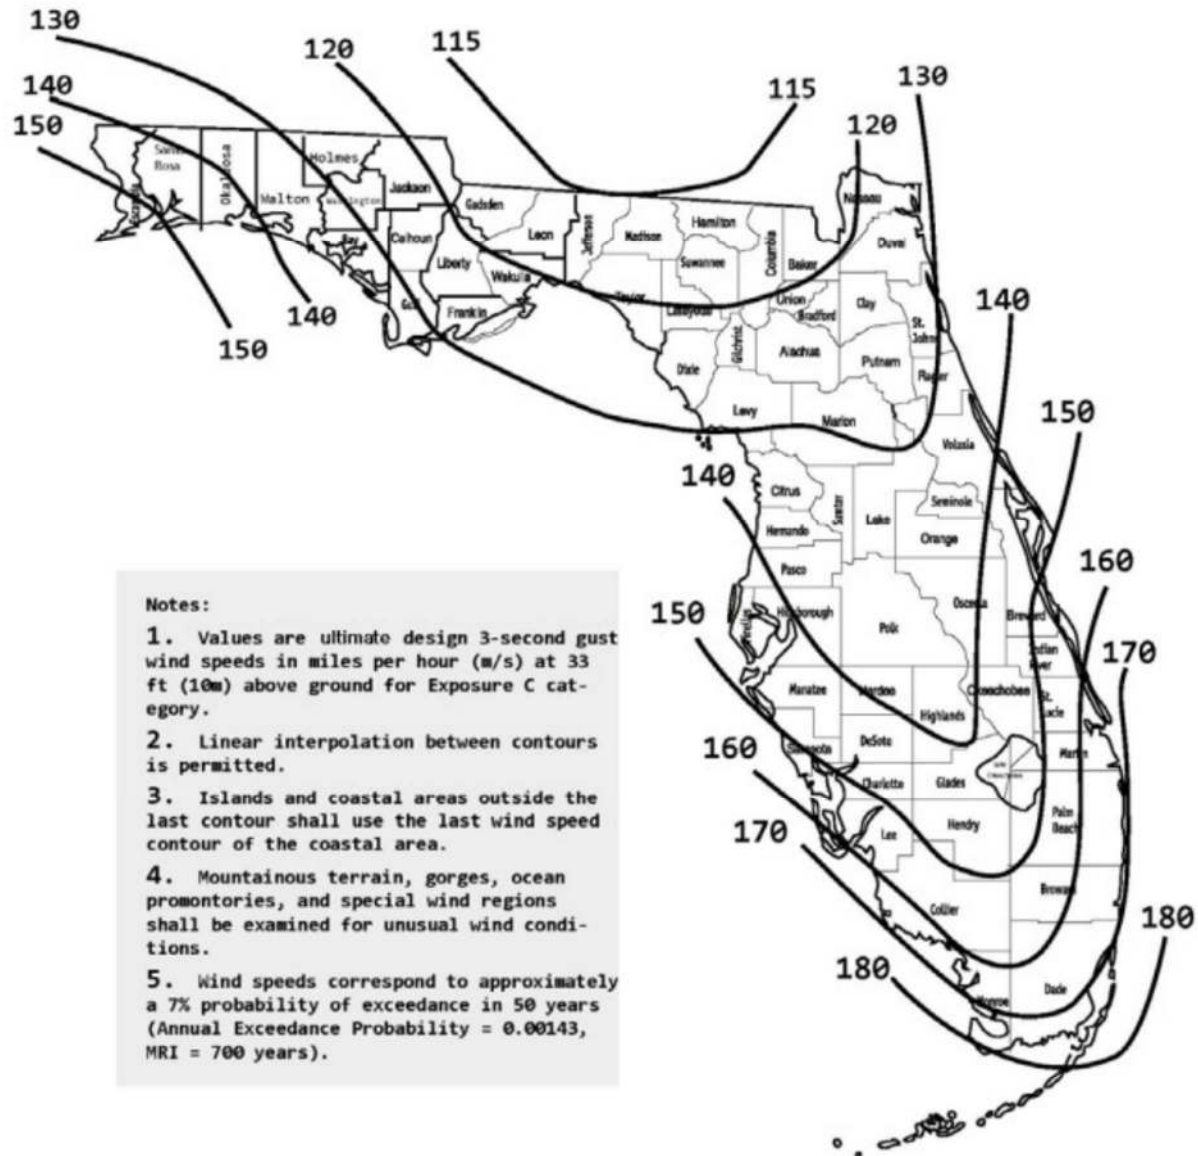 130
120
115
130
140
115
150
120
Holmes
Rosa
Okaloosa
Walton
Jackson
Gadsden
Nassau
Leon
Jefferson
Madison
Hamilton
Columbia
Duval
Bay
Calhoun
Liberty
Wakulla
Suwannee
Baker
140
Gulf
Taylor
Lafayette
Union
Bradford
Clay
140
150
Gilchrist
St.
Johns
Dixie
Alachua
Putnam
Flagler
150
Levy
Marion
Volusia
140
Citrus
Sumter
Lake
Seminole
Hernando
Orange
Pasco
160
Notes:
150
Hillsborough
Polk
Osceola
1. Values are ultimate design 3-second gust
wind speeds in miles per hour (m/s) at 33
ft (10m) above ground for Exposure C cat-
egory.
Indian
River
170
Manatee
Hardee
Highlands
Okeechobee
St.
2. Linear interpolation between contours
is permitted.
160
Sarasota
DeSoto
Martin
3. Islands and coastal areas outside the
last contour shall use the last wind speed
contour of the coastal area.
Charlotte
Glades
170
Lee
Hendry
Palm
Beach
4. Mountainous terrain, gorges, ocean
promontories, and special wind regions
shall be examined for unusual wind condi-
tions.
Broward
Collier
180
5. Wind speeds correspond to approximately
a 7% probability of exceedance in 50 years
(Annual Exceedance Probability = 0.00143,
MRI = 700 years).
180
Monroe
Dade